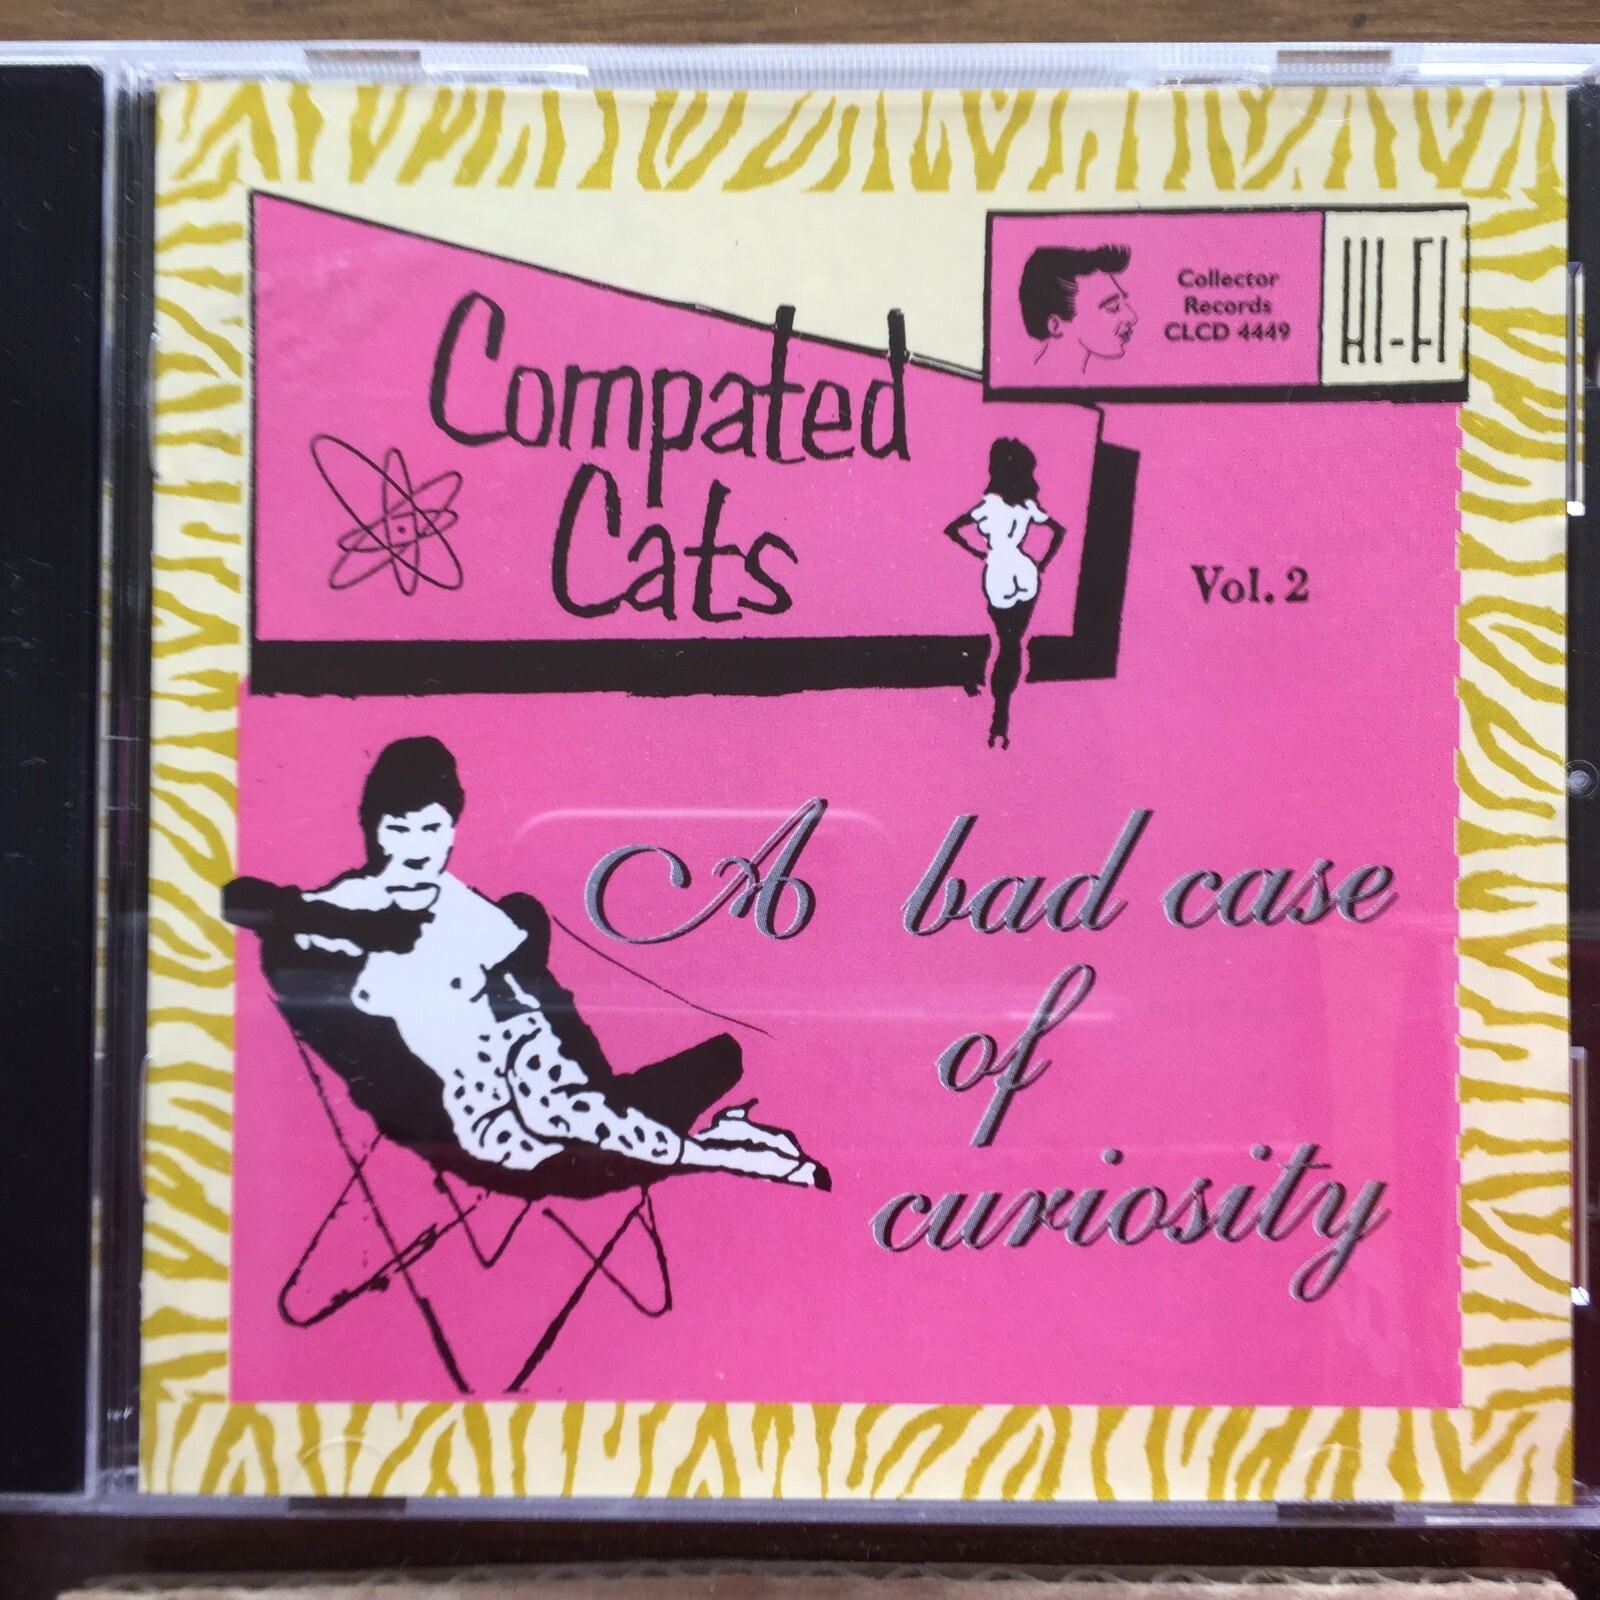 Compated
Cats
Collector
Records
CLCD 4449
HI-FI
Vol. 2
A bad case
of
curiosity